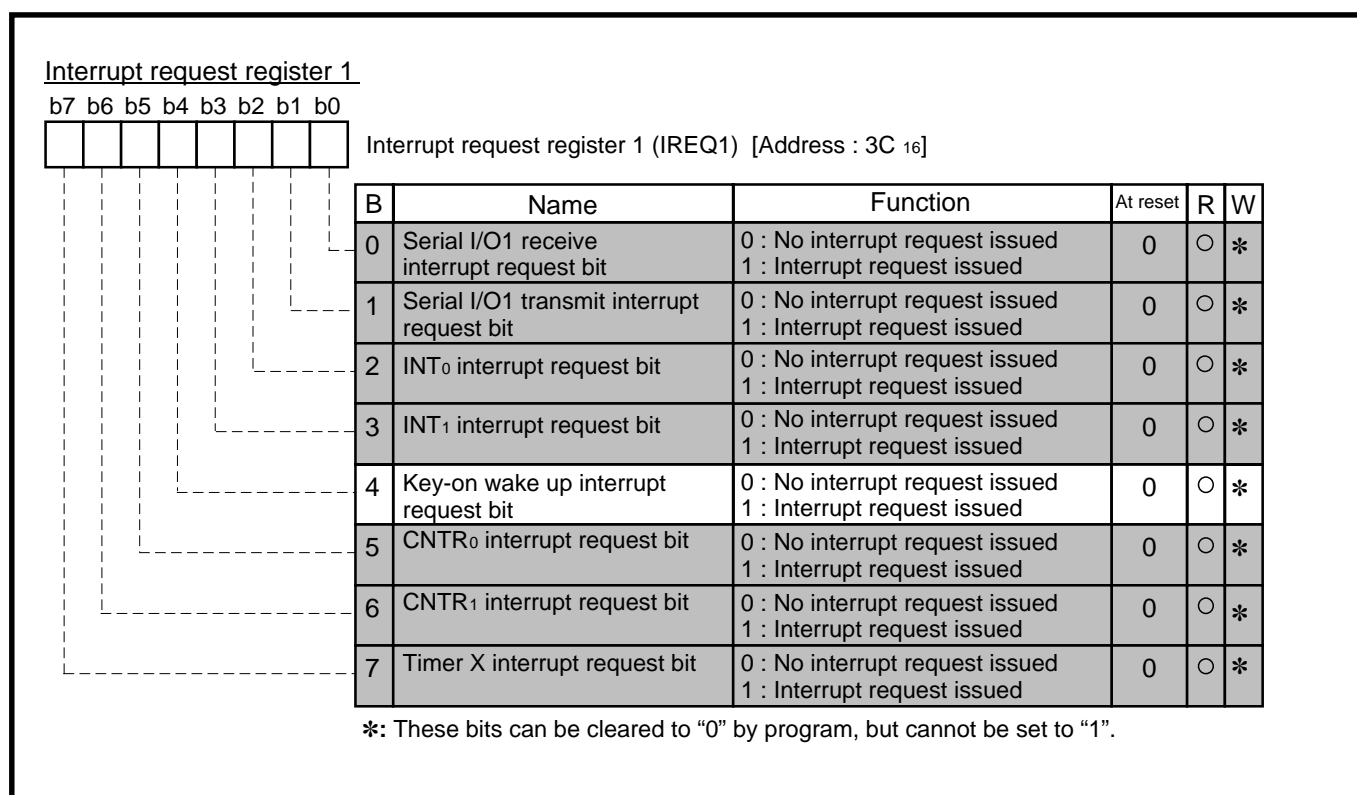 Interrupt request register 1
b7 b6 b5 b4 b3 b2 b1 b0
Interrupt request register 1 (IREQ1) [Address : 3C 16]
B Name Function At reset R W
0 Serial I/O1 receive interrupt request bit 0 : No interrupt request issued 0 ○ ✻
1 : Interrupt request issued
1 Serial I/O1 transmit interrupt request bit 0 : No interrupt request issued 0 ○ ✻
1 : Interrupt request issued
2 INT0 interrupt request bit 0 : No interrupt request issued 0 ○ ✻
1 : Interrupt request issued
3 INT1 interrupt request bit 0 : No interrupt request issued 0 ○ ✻
1 : Interrupt request issued
4 Key-on wake up interrupt request bit 0 : No interrupt request issued 0 ○ ✻
1 : Interrupt request issued
5 CNTR0 interrupt request bit 0 : No interrupt request issued 0 ○ ✻
1 : Interrupt request issued
6 CNTR1 interrupt request bit 0 : No interrupt request issued 0 ○ ✻
1 : Interrupt request issued
7 Timer X interrupt request bit 0 : No interrupt request issued 0 ○ ✻
1 : Interrupt request issued
✻: These bits can be cleared to “0” by program, but cannot be set to “1”.